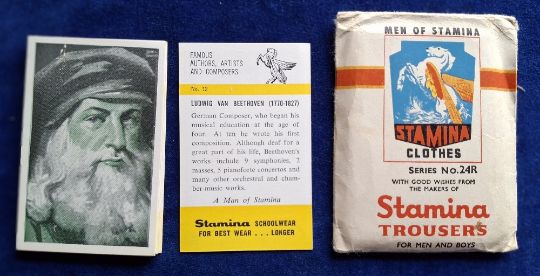 FAMOUS
AUTHORS, ARTISTS
AND COMPOSERS
No. 12
LUDWIG VAN BEETHOVEN (1770-1827)
German Composer, who began his
musical education at the age of
four. At ten he wrote his first
composition. Although deaf for a
great part of his life, Beethoven's
works include 9 symphonies, 2
masses, 5 pianoforte concertos and
many other orchestral and cham-
ber-music works.
A Man of Stamina
Stamina SCHOOLWEAR
FOR BEST WEAR . . . LONGER
MEN OF STAMINA
STAMINA
CLOTHES
SERIES No. 24R
WITH GOOD WISHES FROM
THE MAKERS OF
Stamina
TROUSERS
FOR MEN AND BOYS